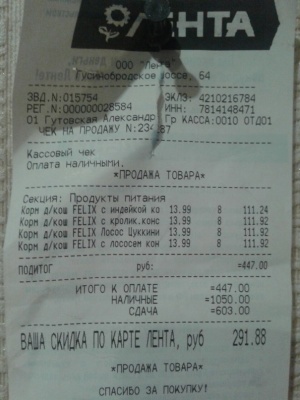 ЛЕНТА
ООО "Лента"
Гусинобродское шоссе, 64
ЗВД.N:015754 ЭКЛЗ: 4210216784
РЕГ.N:000000028584 ИНН: 7814148471
01 Гутовская Александр Гр КАССА:0010 ОТД01
ЧЕК НА ПРОДАЖУ N:234 87
Кассовый чек
Оплата наличными.
*ПРОДАЖА ТОВАРА*
Секция: Продукты питания
Корм д/кош FELIX с индейкой ко 13.99 8 111.24
Корм д/кош FELIX с кролик.конс 13.99 8 111.92
Корм д/кош FELIX Лосос Цуккини 13.99 8 111.92
Корм д/кош FELIX с лососем кон 13.99 8 111.92
ПОДИТОГ руб: =447.00
ИТОГО К ОПЛАТЕ =447.00
НАЛИЧНЫЕ =1050.00
СДАЧА =603.00
ВАША СКИДКА ПО КАРТЕ ЛЕНТА, руб 291.88
*ПРОДАЖА ТОВАРА*
СПАСИБО ЗА ПОКУПКУ!